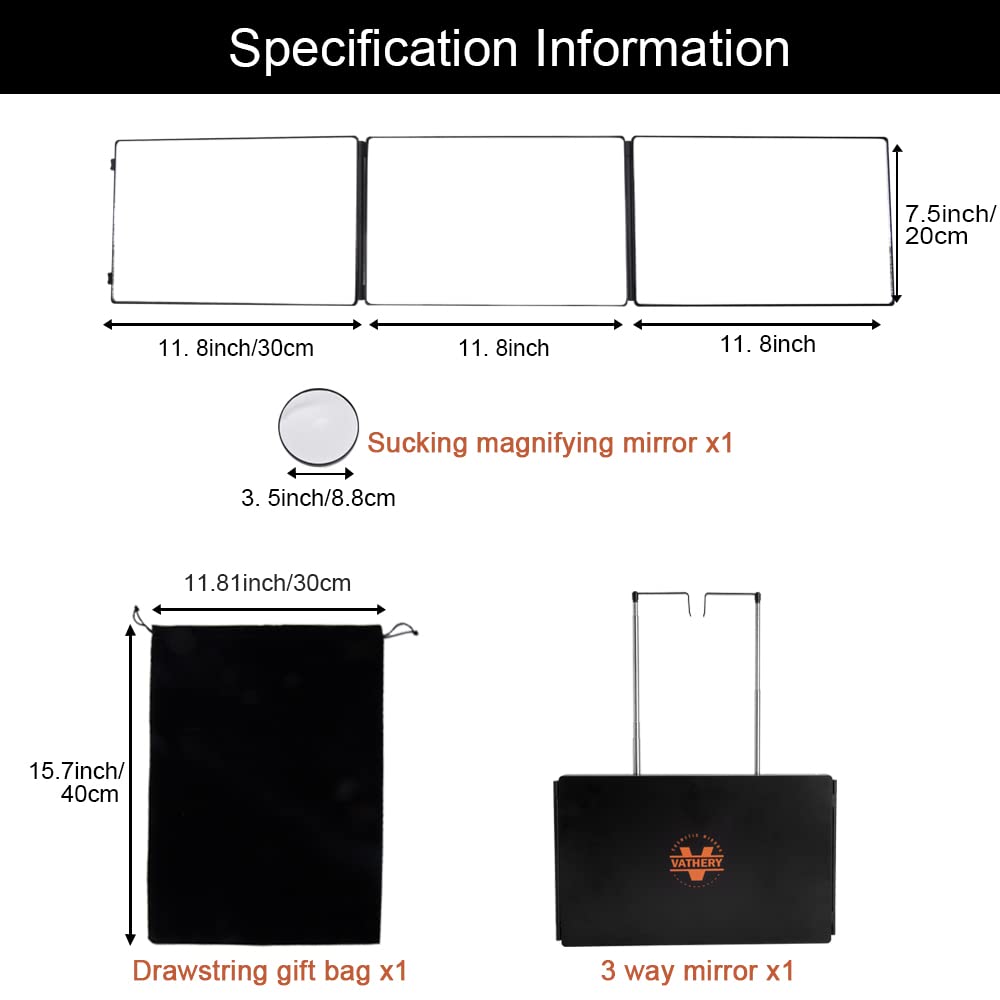 Specification Information
7.5inch/
20cm
11. 8inch/30cm
11. 8inch
11. 8inch
Sucking magnifying mirror x1
3. 5inch/8.8cm
11.81inch/30cm
15.7inch/
40cm
COSMETIC MIRROR
VATHERY
Drawstring gift bag x1
3 way mirror x1